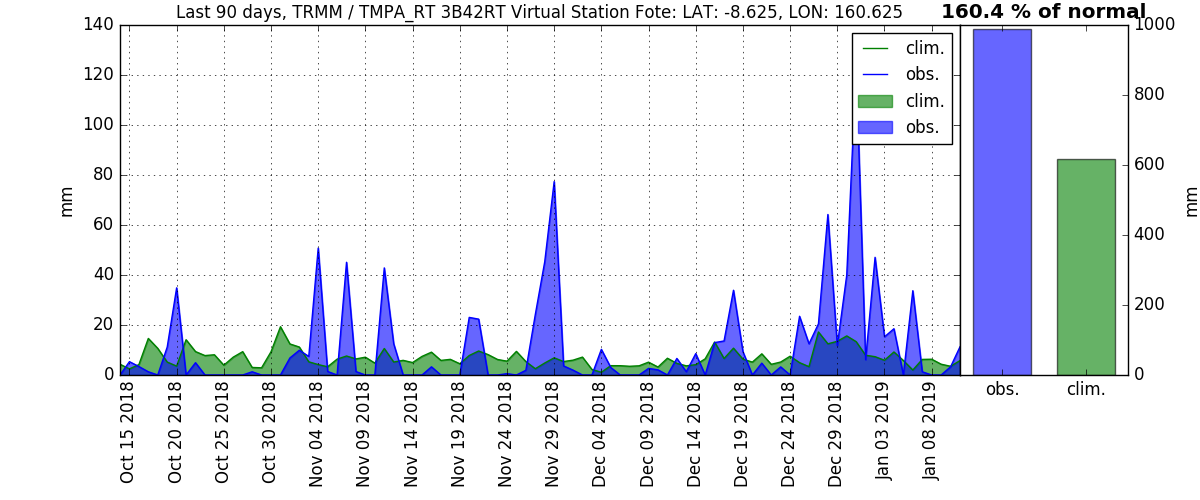 Last 90 days, TRMM / TMPA_RT 3B42RT Virtual Station Fote: LAT: -8.625, LON: 160.625
160.4 % of normal
140
120
100
80
60
40
20
0
mm
clim.
obs.
clim.
obs.
Oct 15 2018
Oct 20 2018
Oct 25 2018
Oct 30 2018
Nov 04 2018
Nov 09 2018
Nov 14 2018
Nov 19 2018
Nov 24 2018
Nov 29 2018
Dec 04 2018
Dec 09 2018
Dec 14 2018
Dec 19 2018
Dec 24 2018
Dec 29 2018
Jan 03 2019
Jan 08 2019
1000
800
600
400
200
0
mm
obs.
clim.